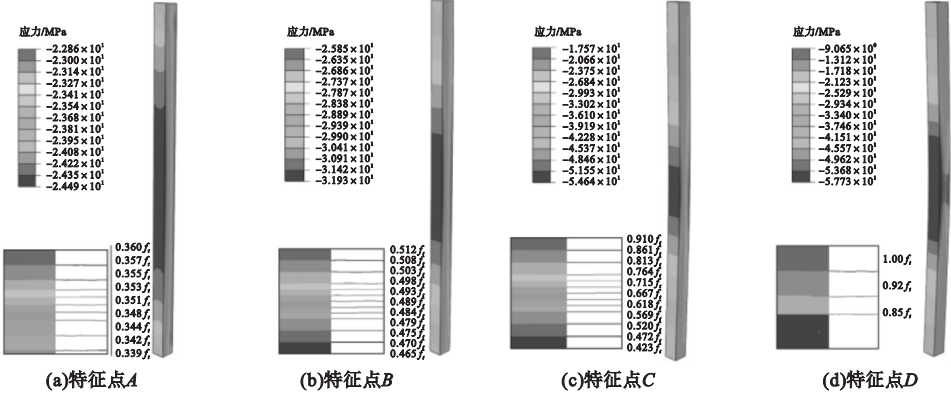 应力/MPa
−2.286×10¹
−2.300×10¹
−2.314×10¹
−2.327×10¹
−2.341×10¹
−2.354×10¹
−2.368×10¹
−2.381×10¹
−2.395×10¹
−2.408×10¹
−2.422×10¹
−2.435×10¹
−2.449×10¹
0.360fc
0.357fc
0.355fc
0.353fc
0.351fc
0.348fc
0.344fc
0.342fc
0.339fc
(a)特征点A
应力/MPa
−2.585×10¹
−2.635×10¹
−2.686×10¹
−2.737×10¹
−2.787×10¹
−2.838×10¹
−2.889×10¹
−2.939×10¹
−2.990×10¹
−3.041×10¹
−3.091×10¹
−3.142×10¹
−3.193×10¹
0.512fc
0.508fc
0.503fc
0.498fc
0.493fc
0.489fc
0.484fc
0.479fc
0.475fc
0.470fc
0.465fc
(b)特征点B
应力/MPa
−1.757×10¹
−2.066×10¹
−2.375×10¹
−2.684×10¹
−2.993×10¹
−3.302×10¹
−3.610×10¹
−3.919×10¹
−4.228×10¹
−4.537×10¹
−4.846×10¹
−5.155×10¹
−5.464×10¹
0.910fc
0.861fc
0.813fc
0.764fc
0.715fc
0.667fc
0.618fc
0.569fc
0.520fc
0.472fc
0.423fc
(c)特征点C
应力/MPa
−9.065×10⁰
−1.312×10¹
−1.718×10¹
−2.123×10¹
−2.529×10¹
−2.934×10¹
−3.340×10¹
−3.746×10¹
−4.151×10¹
−4.557×10¹
−4.962×10¹
−5.368×10¹
−5.773×10¹
1.00fc
0.92fc
0.85fc
(d)特征点D